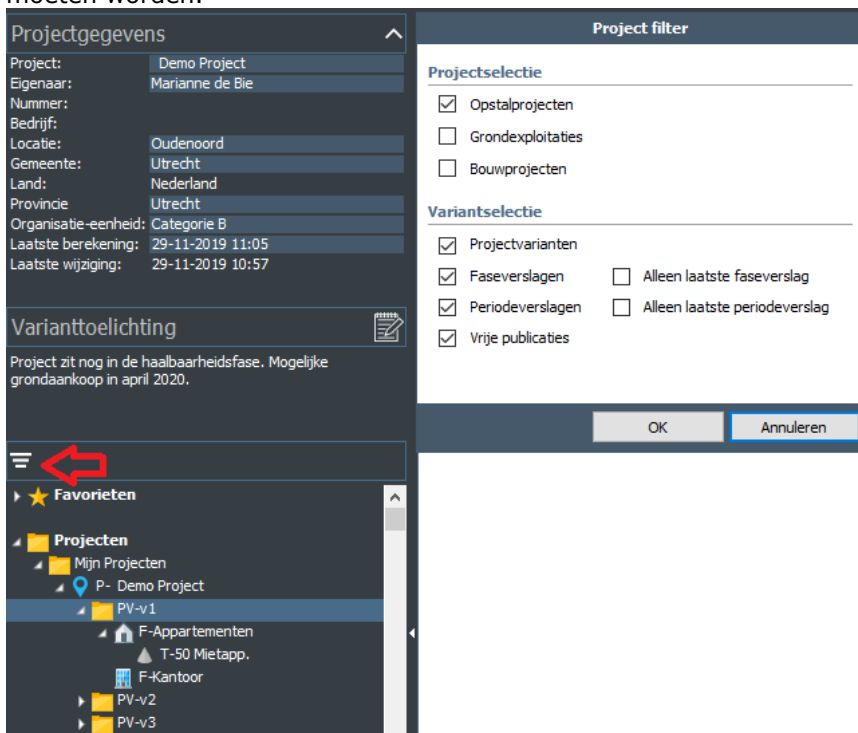 moeten worden.
Projectgegevens
Project: Demo Project
Eigenaar: Marianne de Bie
Nummer:
Bedrijf:
Locatie: Oudenoord
Gemeente: Utrecht
Land: Nederland
Provincie Utrecht
Organisatie-eenheid: Categorie B
Laatste berekening: 29-11-2019 11:05
Laatste wijziging: 29-11-2019 10:57
Varianttoelichting
Project zit nog in de haalbaarheidsfase. Mogelijke
grondaankoop in april 2020.
Favorieten
Projecten
Mijn Projecten
P- Demo Project
PV-v1
F-Appartementen
T-50 Mietapp.
F-Kantoor
PV-v2
PV-v3
Project filter
Projectselectie
Opstalprojecten
Grondexploitaties
Bouwprojecten
Variantselectie
Projectvarianten
Faseverslagen Alleen laatste faseverslag
Periodeverslagen Alleen laatste periodeverslag
Vrije publicaties
OK Annuleren